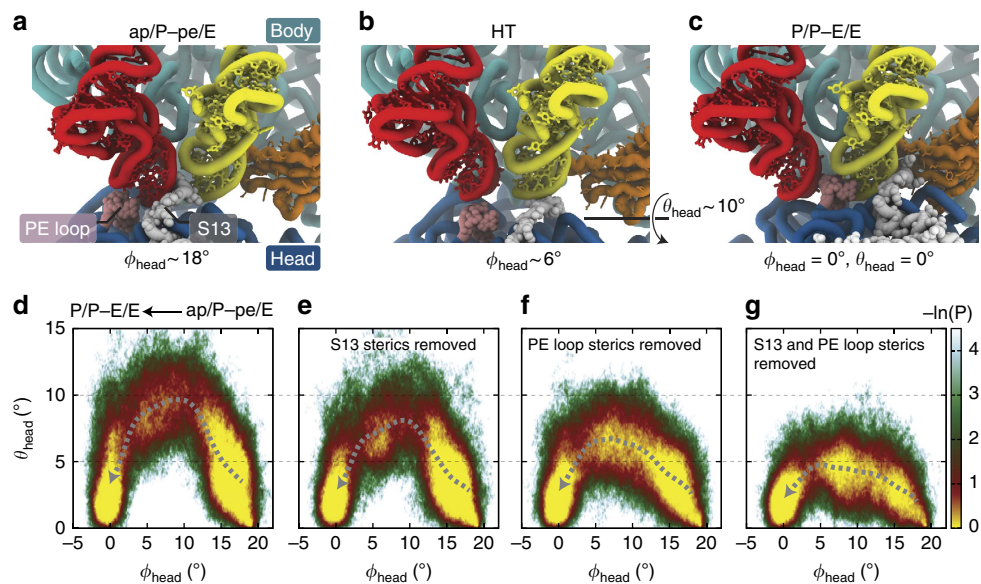 a
ap/P–pe/E
Body
PE loop
S13
Head
ϕhead ~ 18°
b
HT
θhead ~ 10°
ϕhead ~ 6°
c
P/P–E/E
ϕhead = 0°, θhead = 0°
d
P/P–E/E ← ap/P–pe/E
15
10
5
0
θhead (°)
–5 0 5 10 15 20
ϕhead (°)
e
S13 sterics removed
–5 0 5 10 15 20
ϕhead (°)
f
PE loop sterics removed
–5 0 5 10 15 20
ϕhead (°)
g
S13 and PE loop sterics
removed
–5 0 5 10 15 20
ϕhead (°)
–ln(P)
4
3
2
1
0